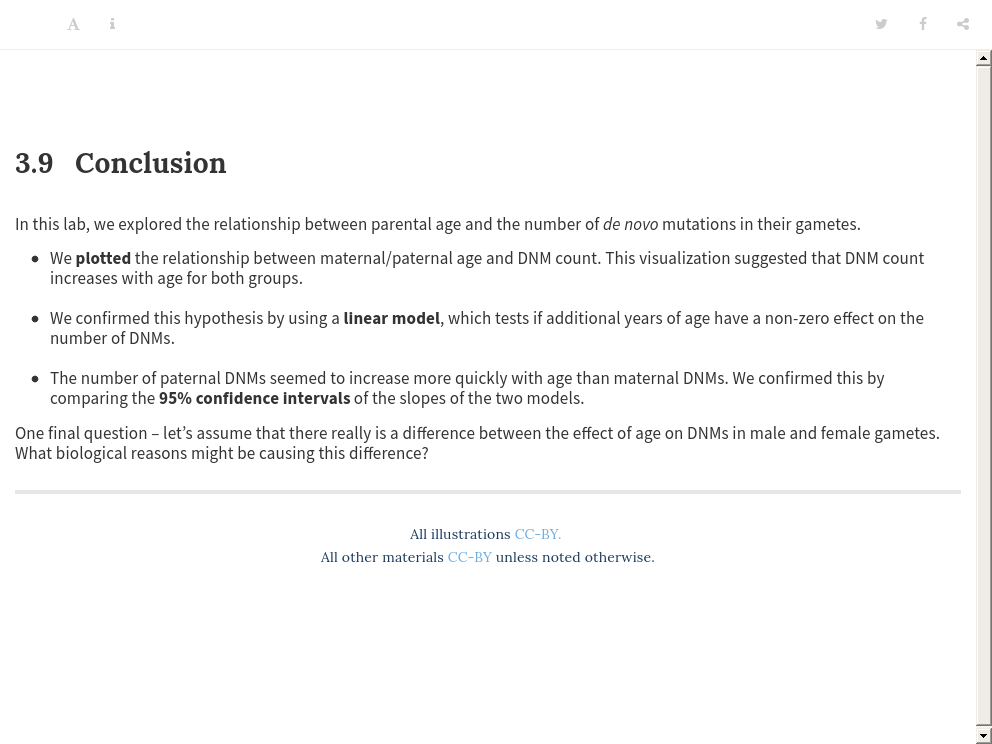 3.9 Conclusion
In this lab, we explored the relationship between parental age and the number of de novo mutations in their gametes.
We plotted the relationship between maternal/paternal age and DNM count. This visualization suggested that DNM count
increases with age for both groups.
We confirmed this hypothesis by using a linear model, which tests if additional years of age have a non-zero effect on the
number of DNMs.
The number of paternal DNMs seemed to increase more quickly with age than maternal DNMs. We confirmed this by
comparing the 95% confidence intervals of the slopes of the two models.
One final question – let’s assume that there really is a difference between the effect of age on DNMs in male and female gametes.
What biological reasons might be causing this difference?
All illustrations CC-BY.
All other materials CC-BY unless noted otherwise.